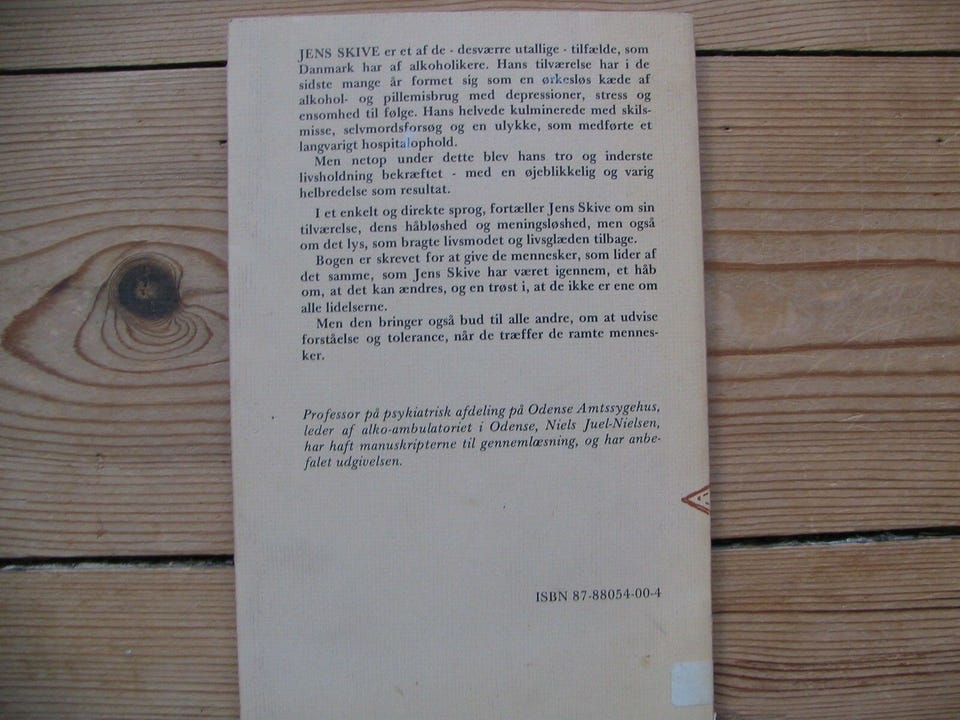 JENS SKIVE er et af de - desværre utallige - tilfælde, som
Danmark har af alkoholikere. Hans tilværelse har i de
sidste mange år formet sig som en ørkesløs kæde af
alkohol- og pillemisbrug med depressioner, stress og
ensomhed til følge. Hans helvede kulminerede med skils-
misse, selvmordsforsøg og en ulykke, som medførte et
langvarigt hospitalophold.
Men netop under dette blev hans tro og inderste
livsholdning bekræftet - med en øjeblikkelig og varig
helbredelse som resultat.
I et enkelt og direkte sprog, fortæller Jens Skive om sin
tilværelse, dens håbløshed og meningsløshed, men også
om det lys, som bragte livsmodet og livsglæden tilbage.
Bogen er skrevet for at give de mennesker, som lider af
det samme, som Jens Skive har været igennem, et håb
om, at det kan ændres, og en trøst i, at de ikke er ene om
alle lidelserne.
Men den bringer også bud til alle andre, om at udvise
forståelse og tolerance, når de træffer de ramte mennes-
ker.
Professor på psykiatrisk afdeling på Odense Amtssygehus,
leder af alko-ambulatoriet i Odense, Niels Juel-Nielsen,
har haft manuskripterne til gennemlæsning, og har anbe-
falet udgivelsen.
ISBN 87-88054-00-4